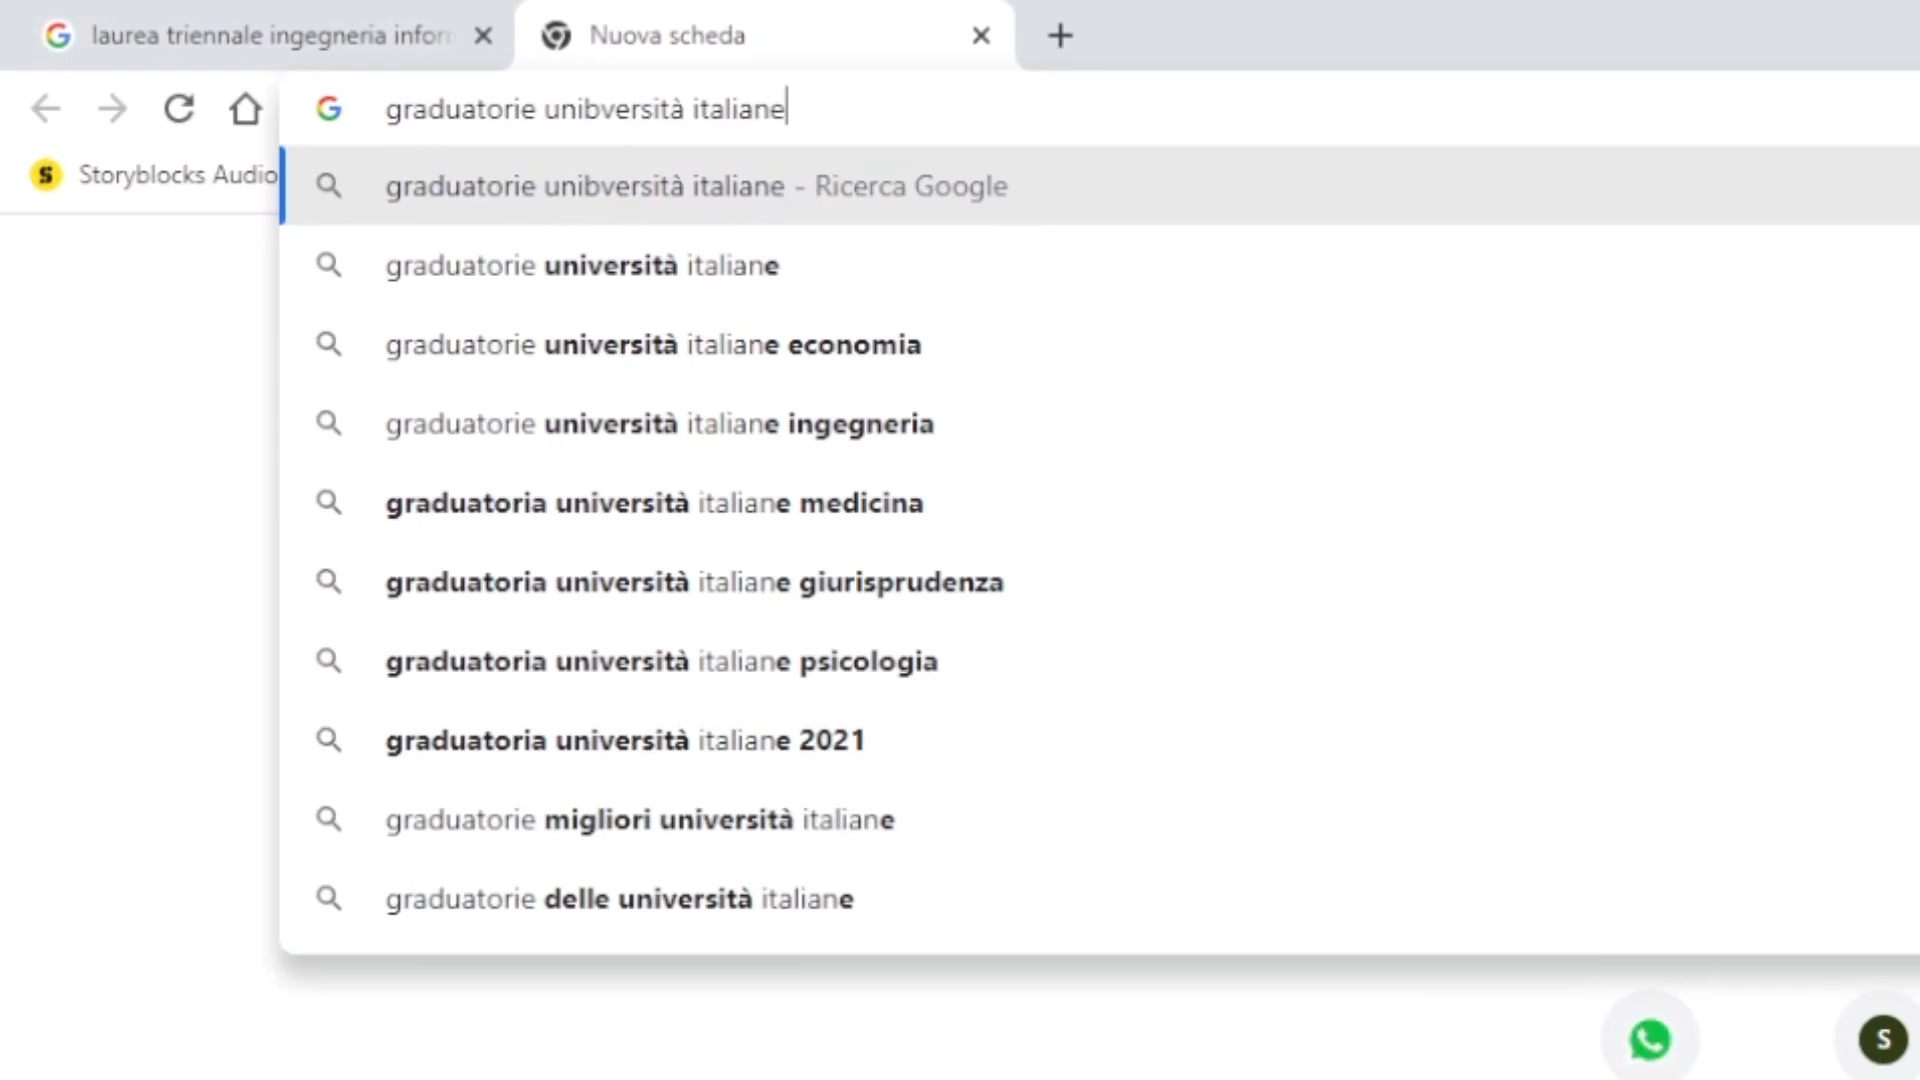 laurea triennale ingegneria inforn
Nuova scheda
graduatorie unibversità italiane
Storyblocks Audio
graduatorie unibversità italiane - Ricerca Google
graduatorie università italiane
graduatorie università italiane economia
graduatorie università italiane ingegneria
graduatoria università italiane medicina
graduatoria università italiane giurisprudenza
graduatoria università italiane psicologia
graduatoria università italiane 2021
graduatorie migliori università italiane
graduatorie delle università italiane
S